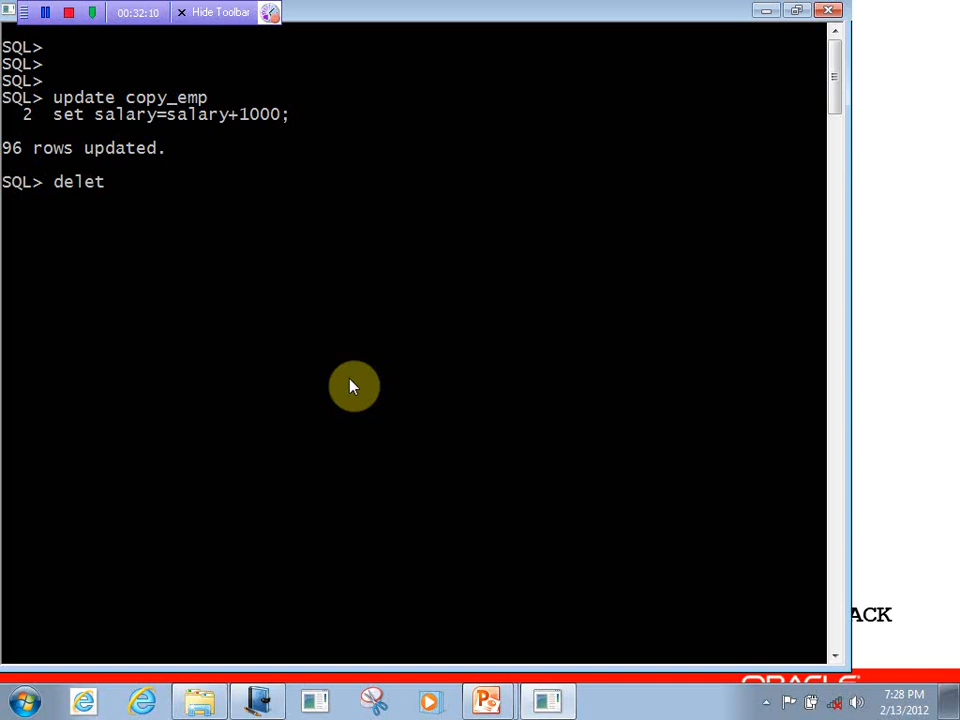 00:32:10 Hide Toolbar
SQL>
SQL>
SQL>
SQL> update copy_emp
2 set salary=salary+1000;
96 rows updated.
SQL> delet
ACK
ORACLE
7:28 PM
2/13/2012